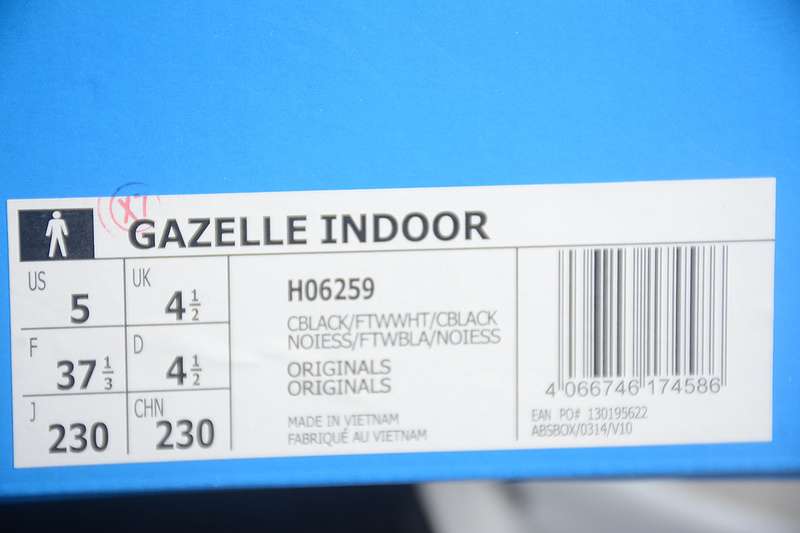 X7
GAZELLE INDOOR
US 5
UK 4 1/2
F 37 1/3
D 4 1/2
J 230
CHN 230
H06259
CBLACK/FTWWHT/CBLACK
NOIESS/FTWBLA/NOIESS
ORIGINALS
ORIGINALS
MADE IN VIETNAM
FABRIQUÉ AU VIETNAM
4 066746 174586
EAN PO# 130195622
ABSBOX/0314/V10